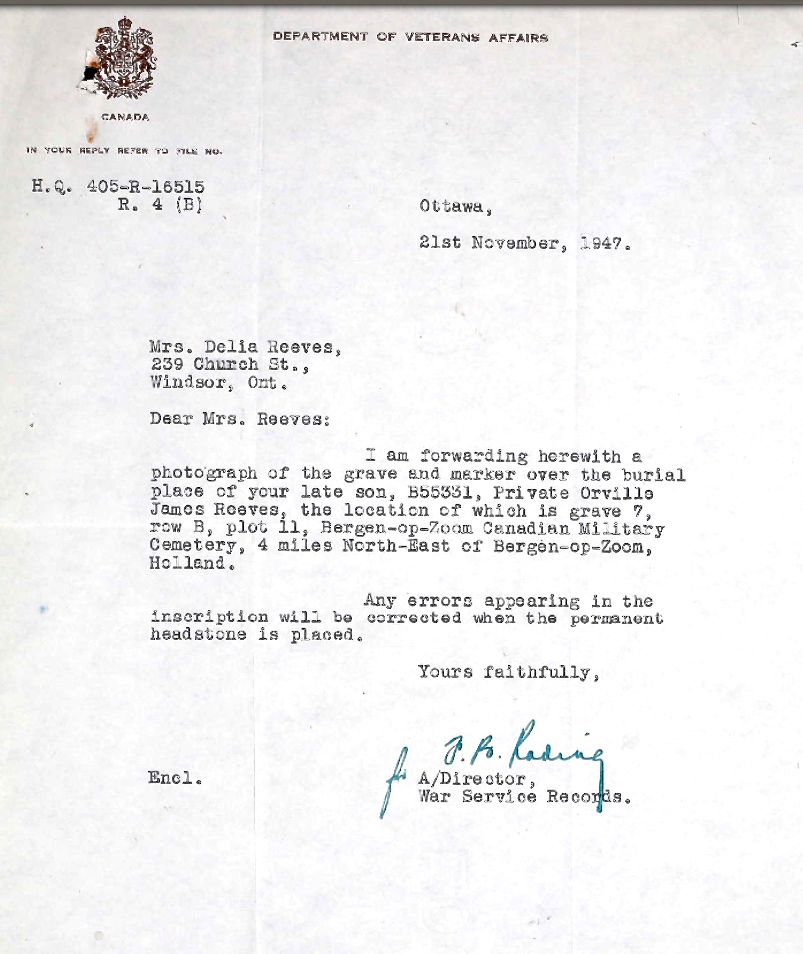 DEPARTMENT OF VETERANS AFFAIRS
CANADA
IN YOUR REPLY REFER TO FILE NO.
H.Q. 405-R-16515
R. 4 (B)
Ottawa,
21st November, 1947.
Mrs. Delia Reeves,
239 Church St.,
Windsor, Ont.
Dear Mrs. Reeves:
I am forwarding herewith a
photograph of the grave and marker over the burial
place of your late son, B55331, Private Orville
James Reeves, the location of which is grave 7,
row B, plot 11, Bergen-op-Zoom Canadian Military
Cemetery, 4 miles North-East of Bergen-op-Zoom,
Holland.
Any errors appearing in the
inscription will be corrected when the permanent
headstone is placed.
Yours faithfully,
for
Encl.
A/Director,
War Service Records.